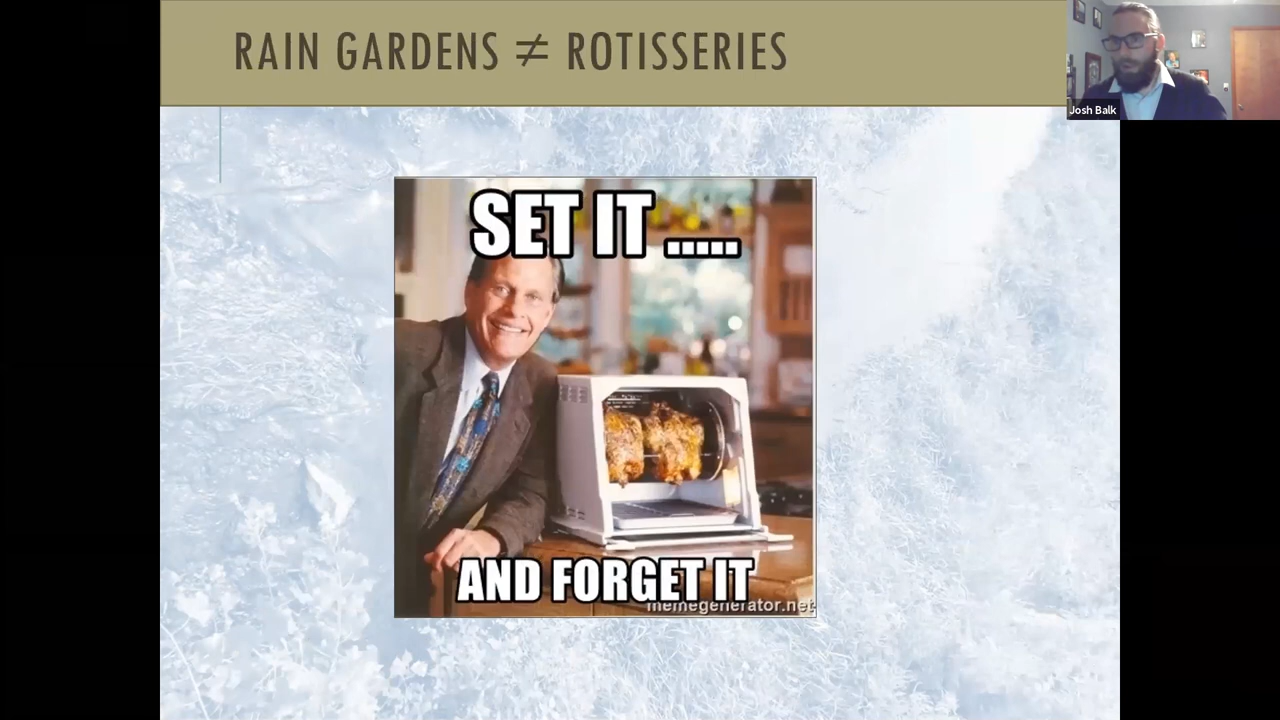 RAIN GARDENS ≠ ROTISSERIES
Josh Balk
SET IT .....
AND FORGET IT
memegenerator.net